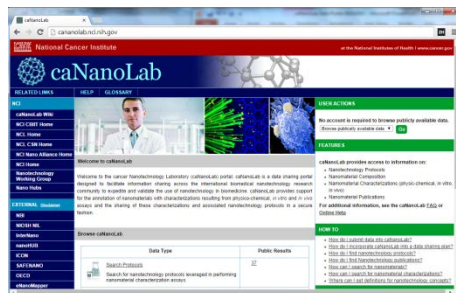 caNanoLab
cananolab.nci.nih.gov
National Cancer Institute
at the National Institutes of Health | www.cancer.gov
caNanoLab
RELATED LINKS
HELP
GLOSSARY
NCI
caNanoLab Wiki
NCI CBIIT Home
NCL Home
NCL CSN Home
NCI Nano Alliance Home
NCI Home
Nanotechnology
Working Group
Nano Hubs
EXTERNAL Disclaimer
NBI
NIOSH NIL
InterNano
nanoHUB
ICON
SAFENANO
OECD
eNanoMapper
Welcome to caNanoLab
Welcome to the cancer Nanotechnology Laboratory (caNanoLab) portal. caNanoLab is a data sharing portal
designed to facilitate information sharing across the international biomedical nanotechnology research
community to expedite and validate the use of nanotechnology in biomedicine. caNanoLab provides support
for the annotation of nanomaterials with characterizations resulting from physico-chemical, in vitro and in vivo
assays and the sharing of these characterizations and associated nanotechnology protocols in a secure
fashion.
Browse caNanoLab
Data Type
Public Results
Search Protocols
Search for nanotechnology protocols leveraged in performing
nanomaterial characterization assays.
USER ACTIONS
No account is required to browse publicly available data.
Browse publically available data
Go
FEATURES
caNanoLab provides access to information on:
Nanotechnology Protocols
Nanomaterial Composition
Nanomaterial Characterizations (physico-chemical, in vitro,
in vivo)
Nanotechnology Publications
For additional information, see the caNanoLab FAQ or
Online Help
HOW TO
How do I submit data into caNanoLab?
How do I incorporate caNanoLab into a data sharing plan?
How do I find nanotechnology protocols?
How do I find Nanotechnology Publications?
How can I search for nanomaterials?
How can I search for nanomaterial characterizations?
Where can I get definitions for nanotechnology concepts?